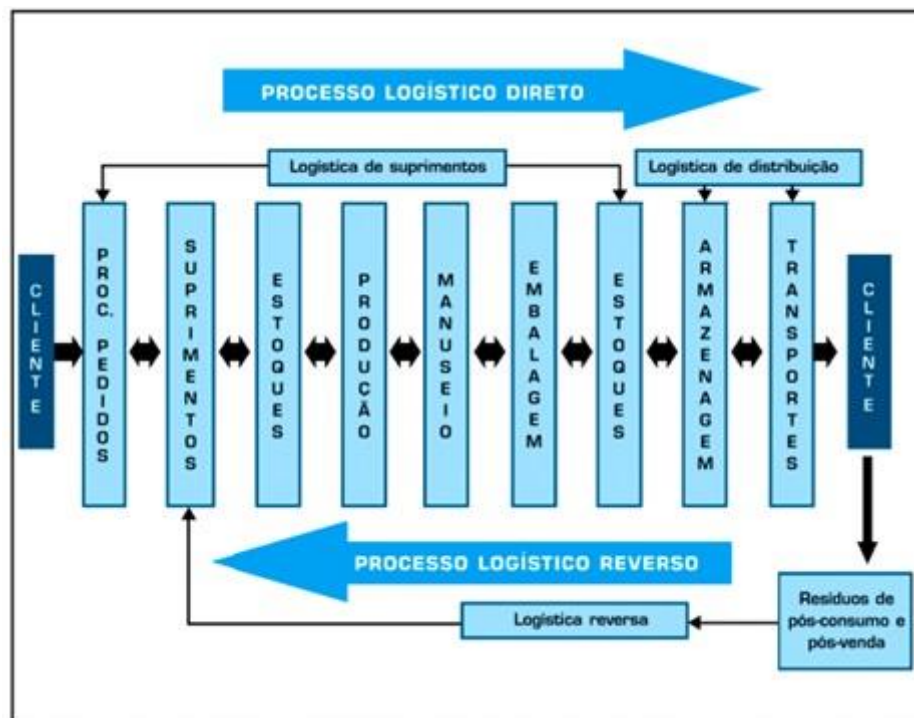 PROCESSO LOGÍSTICO DIRETO
Logística de suprimentos
Logística de distribuição
CLIENTE
PROC. PEDIDOS
SUPRIMENTOS
ESTOQUES
PRODUÇÃO
MANUSEIO
EMBALAGEM
ESTOQUES
ARMAZENAGEM
TRANSPORTES
CLIENTE
PROCESSO LOGÍSTICO REVERSO
Logística reversa
Resíduos de
pós-consumo e
pós-venda